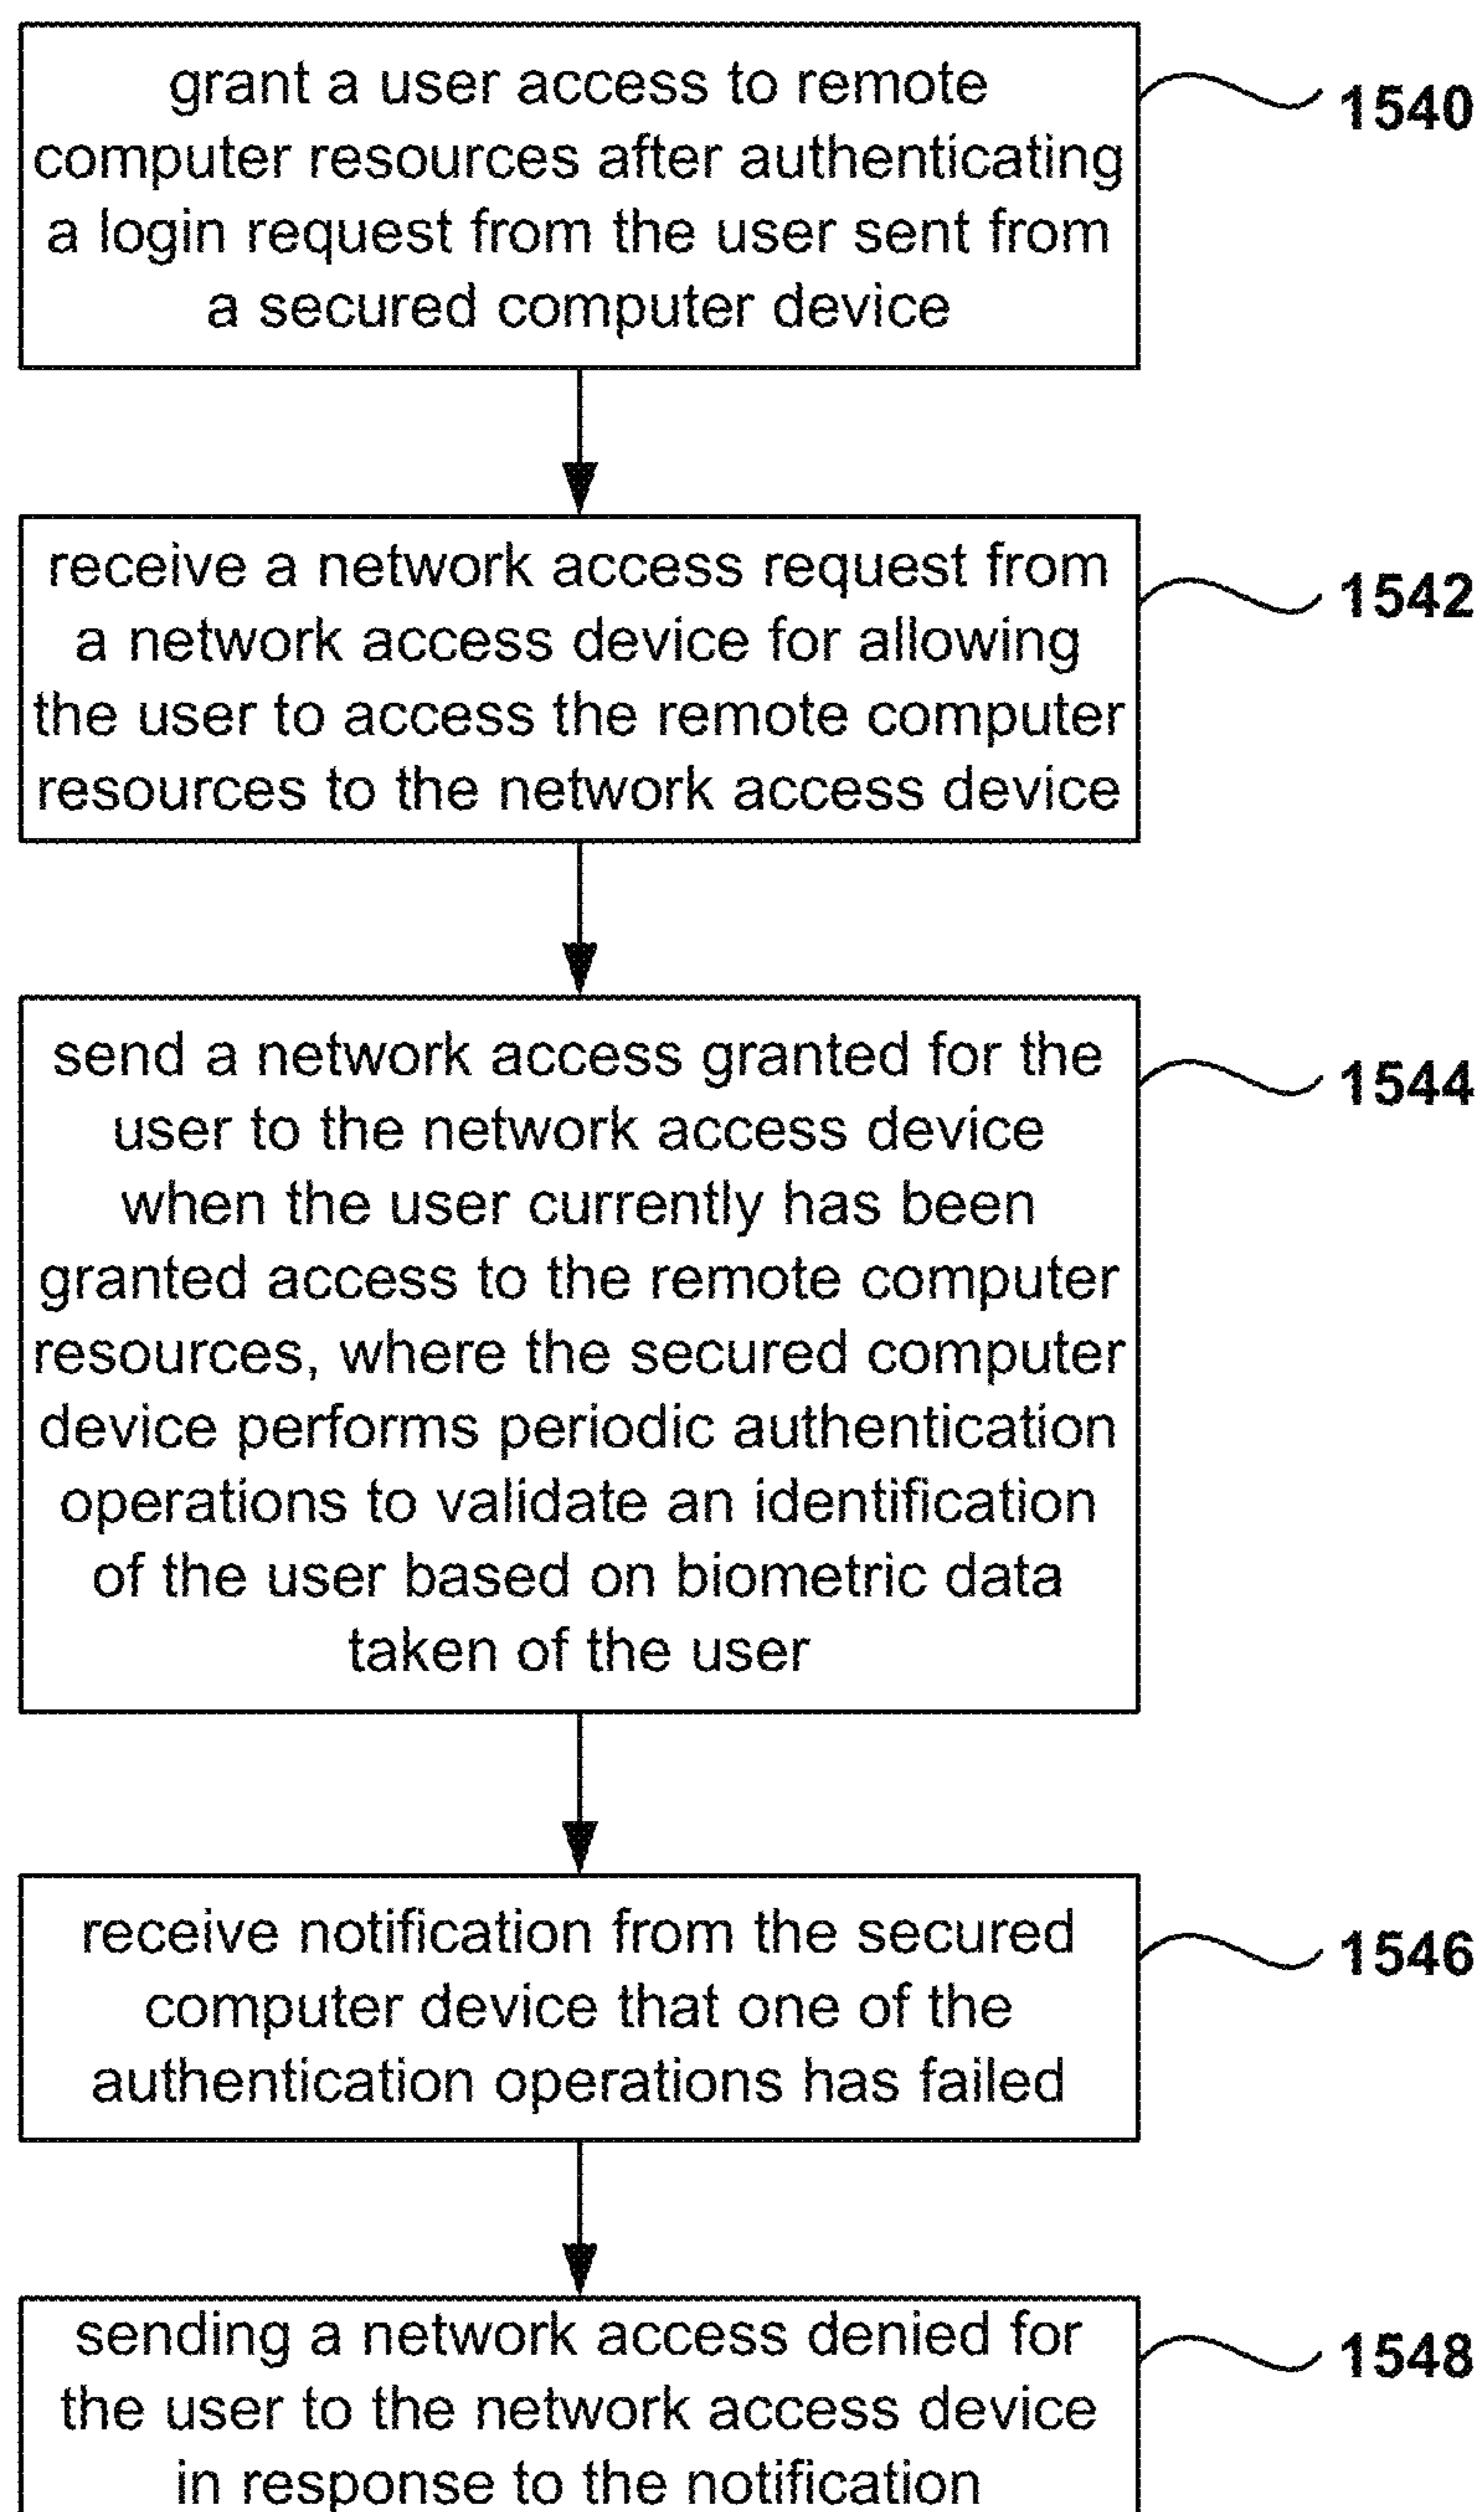 grant a user access to remote
computer resources after authenticating
a login request from the user sent from
a secured computer device
1540
receive a network access request from
a network access device for allowing
the user to access the remote computer
resources to the network access device
1542
send a network access granted for the
user to the network access device
when the user currently has been
granted access to the remote computer
resources, where the secured computer
device performs periodic authentication
operations to validate an identification
of the user based on biometric data
taken of the user
1544
receive notification from the secured
computer device that one of the
authentication operations has failed
1546
sending a network access denied for
the user to the network access device
in response to the notification
1548